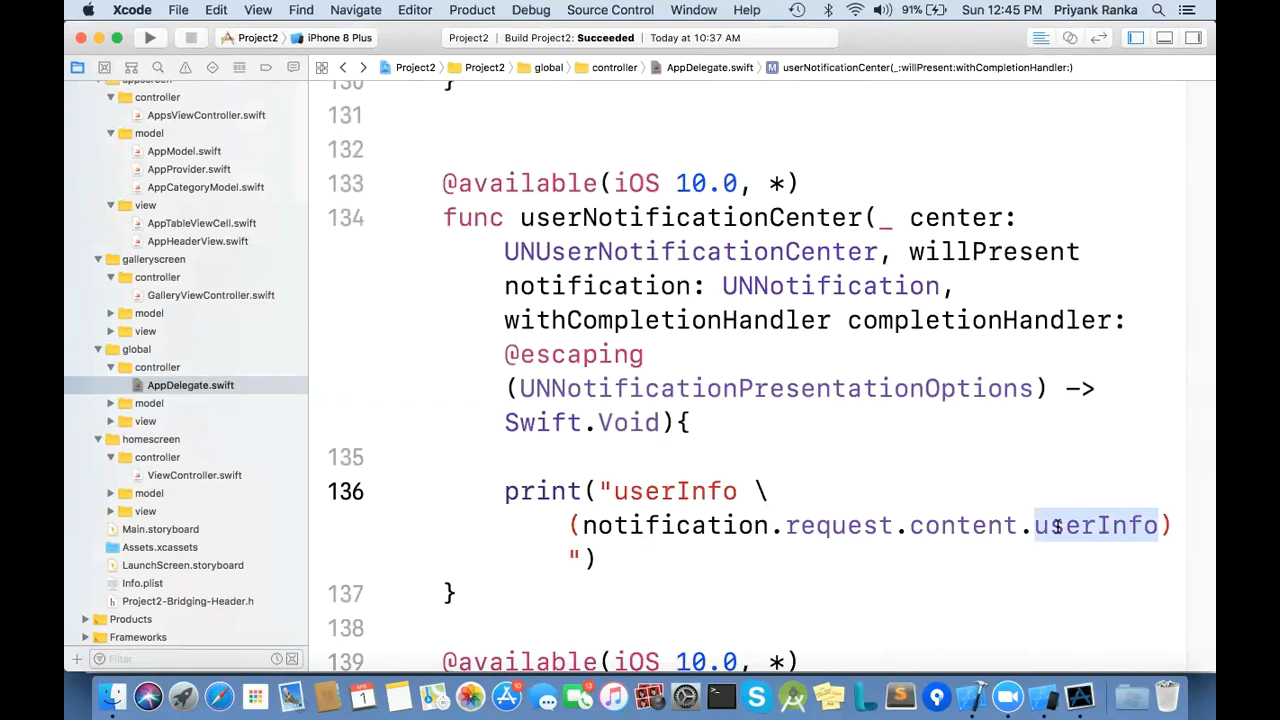 Xcode File Edit View Find Navigate Editor Product Debug Source Control Window Help 91% Sun 12:45 PM Priyank Ranka
Project2 iPhone 8 Plus Project2 | Build Project2: Succeeded | Today at 10:37 AM
Project2 Project2 global controller AppDelegate.swift M userNotificationCenter(_:willPresent:withCompletionHandler:)
controller
AppsViewController.swift
model
AppModel.swift
AppProvider.swift
AppCategoryModel.swift
view
AppTableViewCell.swift
AppHeaderView.swift
galleryscreen
controller
GalleryViewController.swift
model
view
global
controller
AppDelegate.swift
model
view
homescreen
controller
ViewController.swift
model
view
Main.storyboard
Assets.xcassets
LaunchScreen.storyboard
Info.plist
Project2-Bridging-Header.h
Products
Frameworks
Filter
130 }
131
132
133 @available(iOS 10.0, *)
134 func userNotificationCenter(_ center:
UNUserNotificationCenter, willPresent
notification: UNNotification,
withCompletionHandler completionHandler:
@escaping
(UNNotificationPresentationOptions) ->
Swift.Void){
135
136 print("userInfo \
(notification.request.content.userInfo)
")
137 }
138
139 @available(iOS 10.0, *)